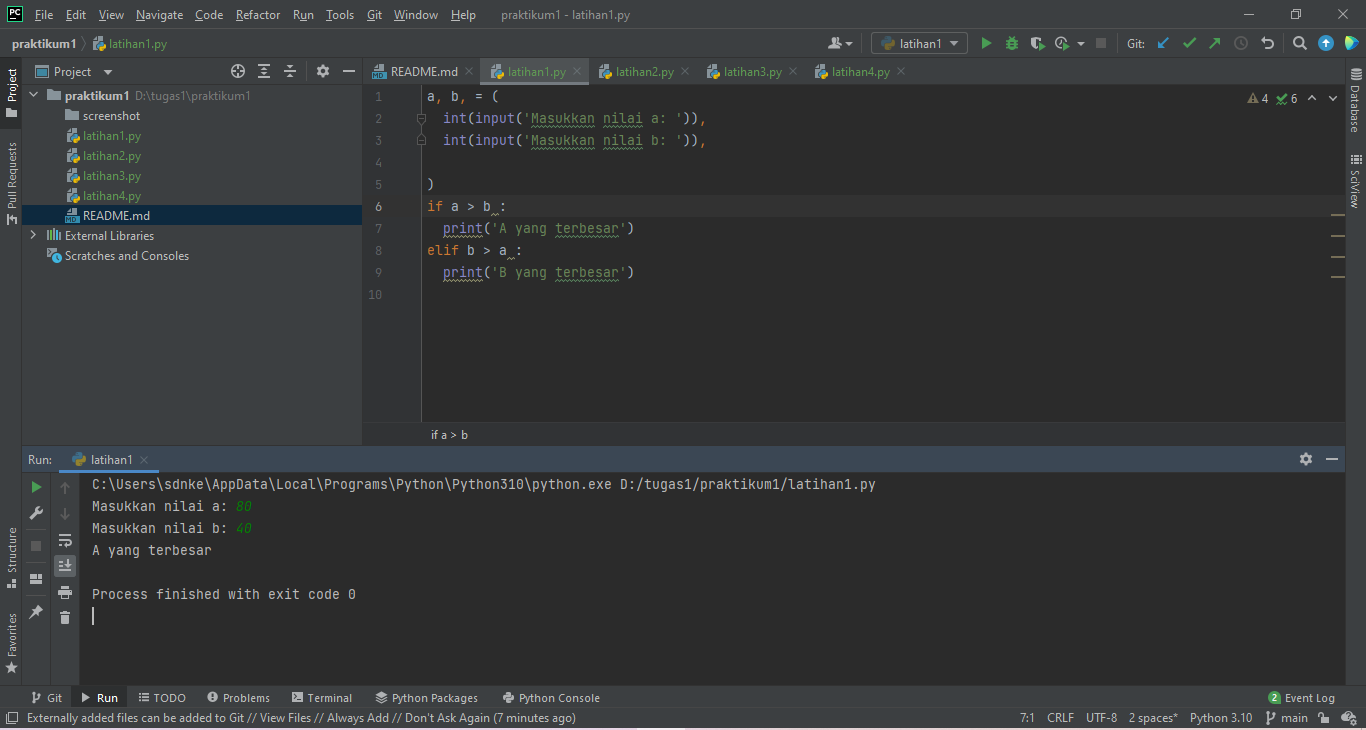 PC File Edit View Navigate Code Refactor Run Tools Git Window Help praktikum1 - latihan1.py
praktikum1 latihan1.py latihan1 Git:
Project
README.md latihan1.py latihan2.py latihan3.py latihan4.py
praktikum1 D:\tugas1\praktikum1
screenshot
latihan1.py
latihan2.py
latihan3.py
latihan4.py
README.md
External Libraries
Scratches and Consoles
Project
Pull Requests
Structure
Favorites
4 6
1 a, b, = (
2 int(input('Masukkan nilai a: ')),
3 int(input('Masukkan nilai b: ')),
4
5 )
6 if a > b :
7 print('A yang terbesar')
8 elif b > a :
9 print('B yang terbesar')
10
if a > b
Database
SciView
Run: latihan1
C:\Users\sdnke\AppData\Local\Programs\Python\Python310\python.exe D:/tugas1/praktikum1/latihan1.py
Masukkan nilai a: 80
Masukkan nilai b: 40
A yang terbesar
Process finished with exit code 0
Git Run TODO Problems Terminal Python Packages Python Console 2 Event Log
Externally added files can be added to Git // View Files // Always Add // Don't Ask Again (7 minutes ago) 7:1 CRLF UTF-8 2 spaces* Python 3.10 main